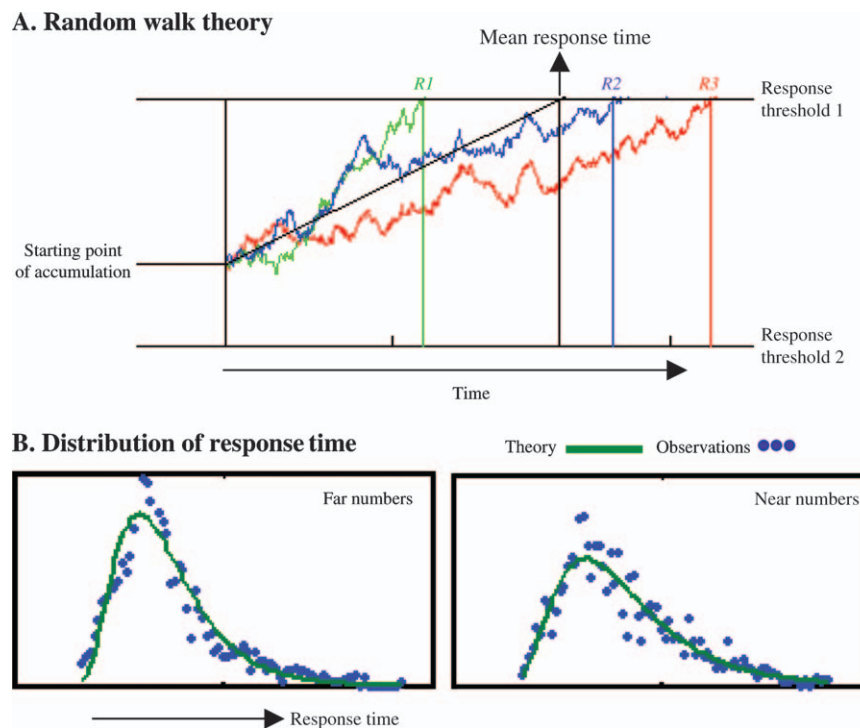 A. Random walk theory
Mean response time
R1
R2
R3
Response
threshold 1
Starting point
of accumulation
Response
threshold 2
Time
B. Distribution of response time
Theory
Observations
Far numbers
Near numbers
Response time